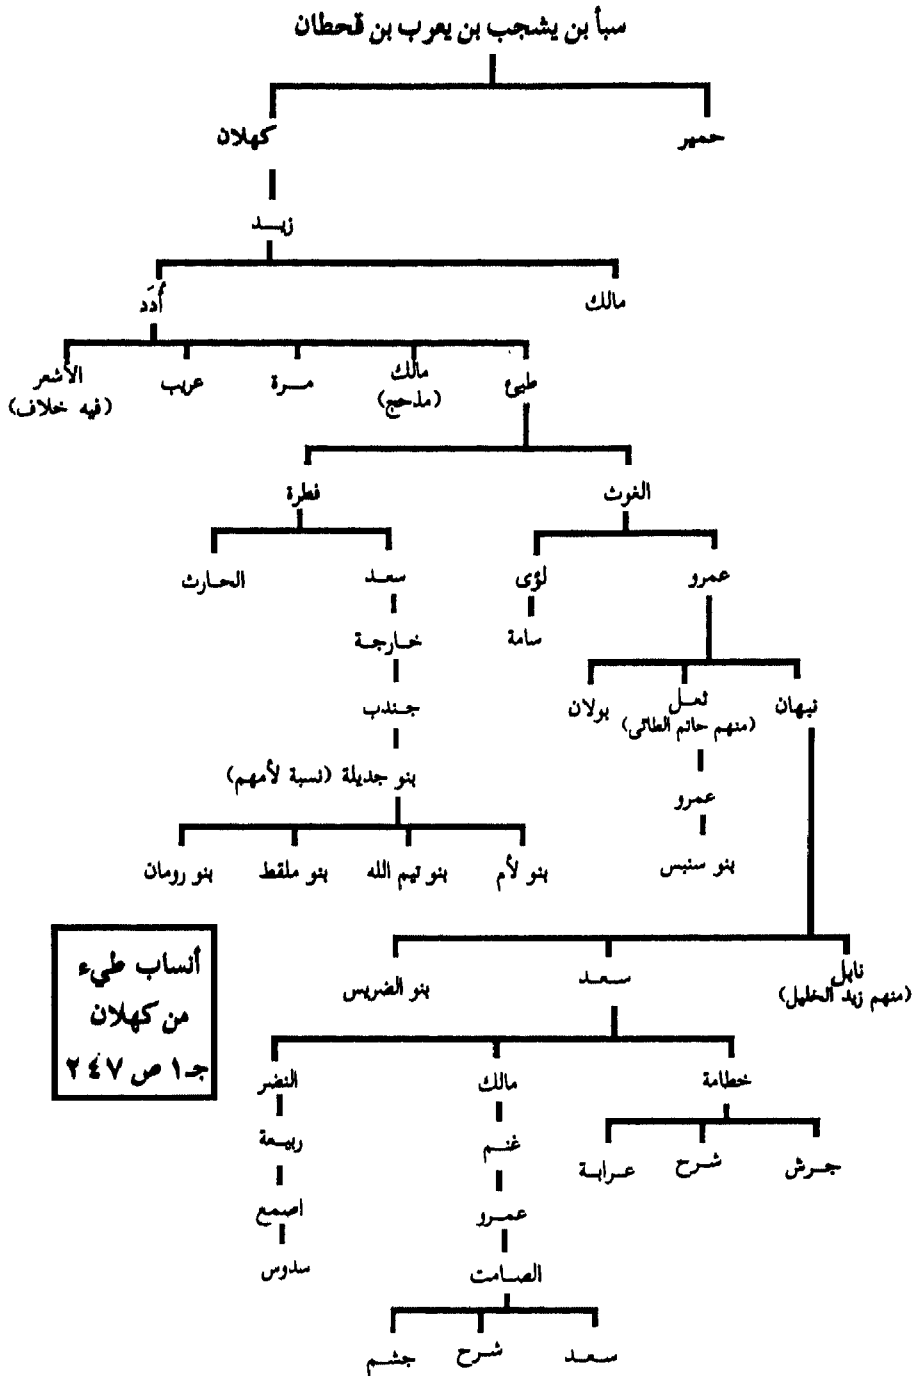 سبأ بن يشجب بن يعرب بن قحطان
حمير
كهلان
زيد
مالك
أُدَد
طيئ
مالك
(مذحج)
مرة
عريب
الأشعر
(فيه خلاف)
الغوث
فطرة
عمرو
لؤى
سعد
الحارث
سامة
خارجة
نبهان
ثعل
(منهم حاتم الطائى)
بولان
جندب
عمرو
بنو جديلة (نسبة لأمهم)
بنو سنبس
بنو لأم
بنو تيم الله
بنو ملقط
بنو رومان
أنساب طيء
من كهلان
جـ١ ص ٢٤٧
نابل
(منهم زيد الخليل)
سعد
بنو الضريس
خطامة
مالك
النضر
جرش
شرح
عرابة
غنم
ربيعة
عمرو
اصمع
الصامت
سدوس
سعد
شرح
جشم